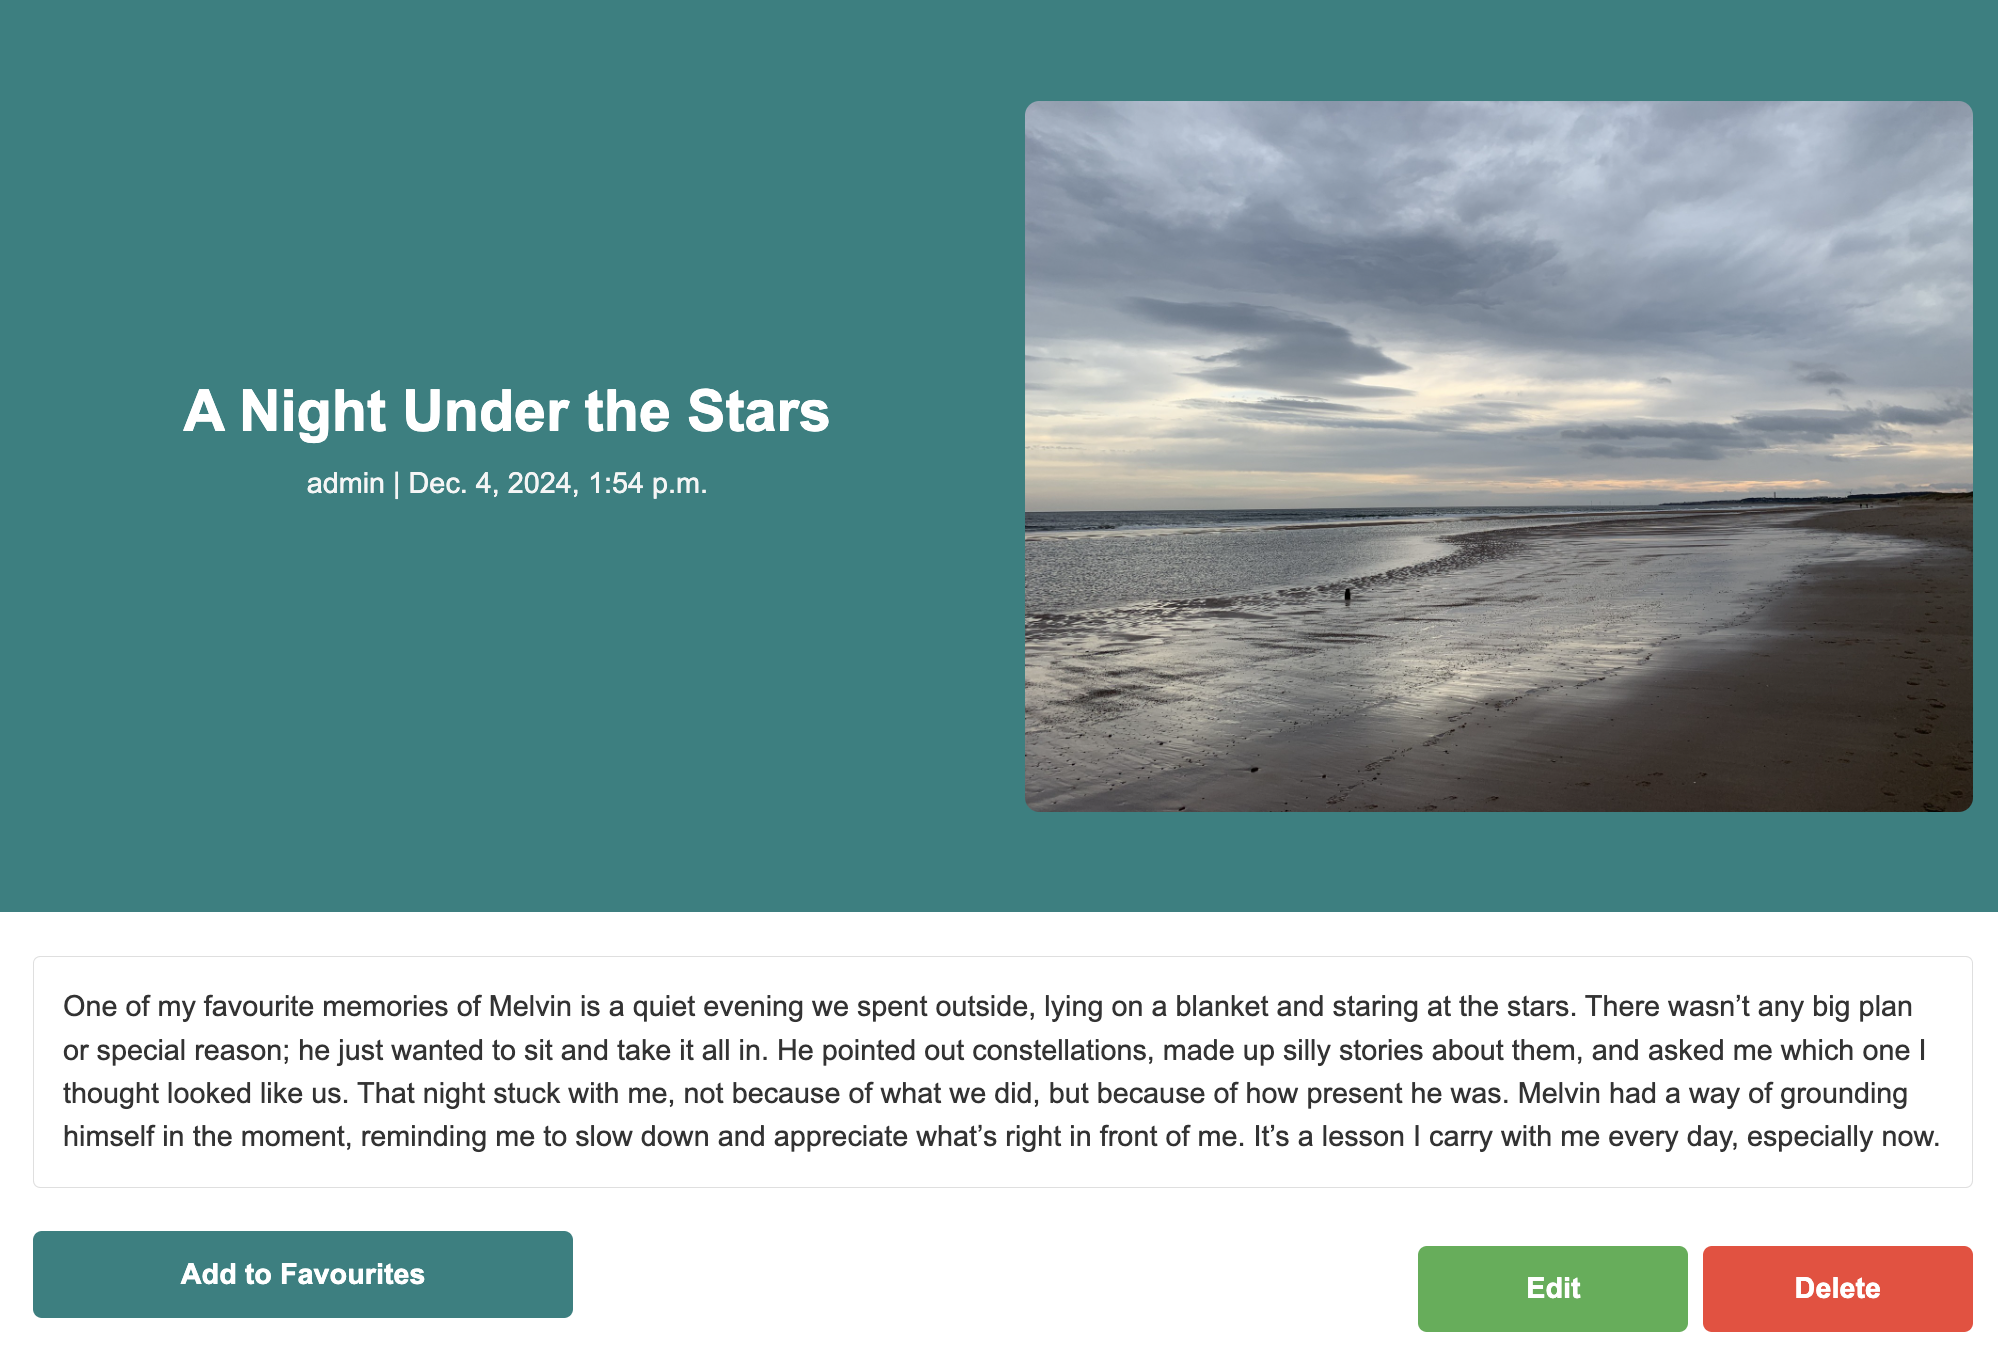 A Night Under the Stars
admin | Dec. 4, 2024, 1:54 p.m.
One of my favourite memories of Melvin is a quiet evening we spent outside, lying on a blanket and staring at the stars. There wasn’t any big plan
or special reason; he just wanted to sit and take it all in. He pointed out constellations, made up silly stories about them, and asked me which one I
thought looked like us. That night stuck with me, not because of what we did, but because of how present he was. Melvin had a way of grounding
himself in the moment, reminding me to slow down and appreciate what’s right in front of me. It’s a lesson I carry with me every day, especially now.
Add to Favourites
Edit
Delete